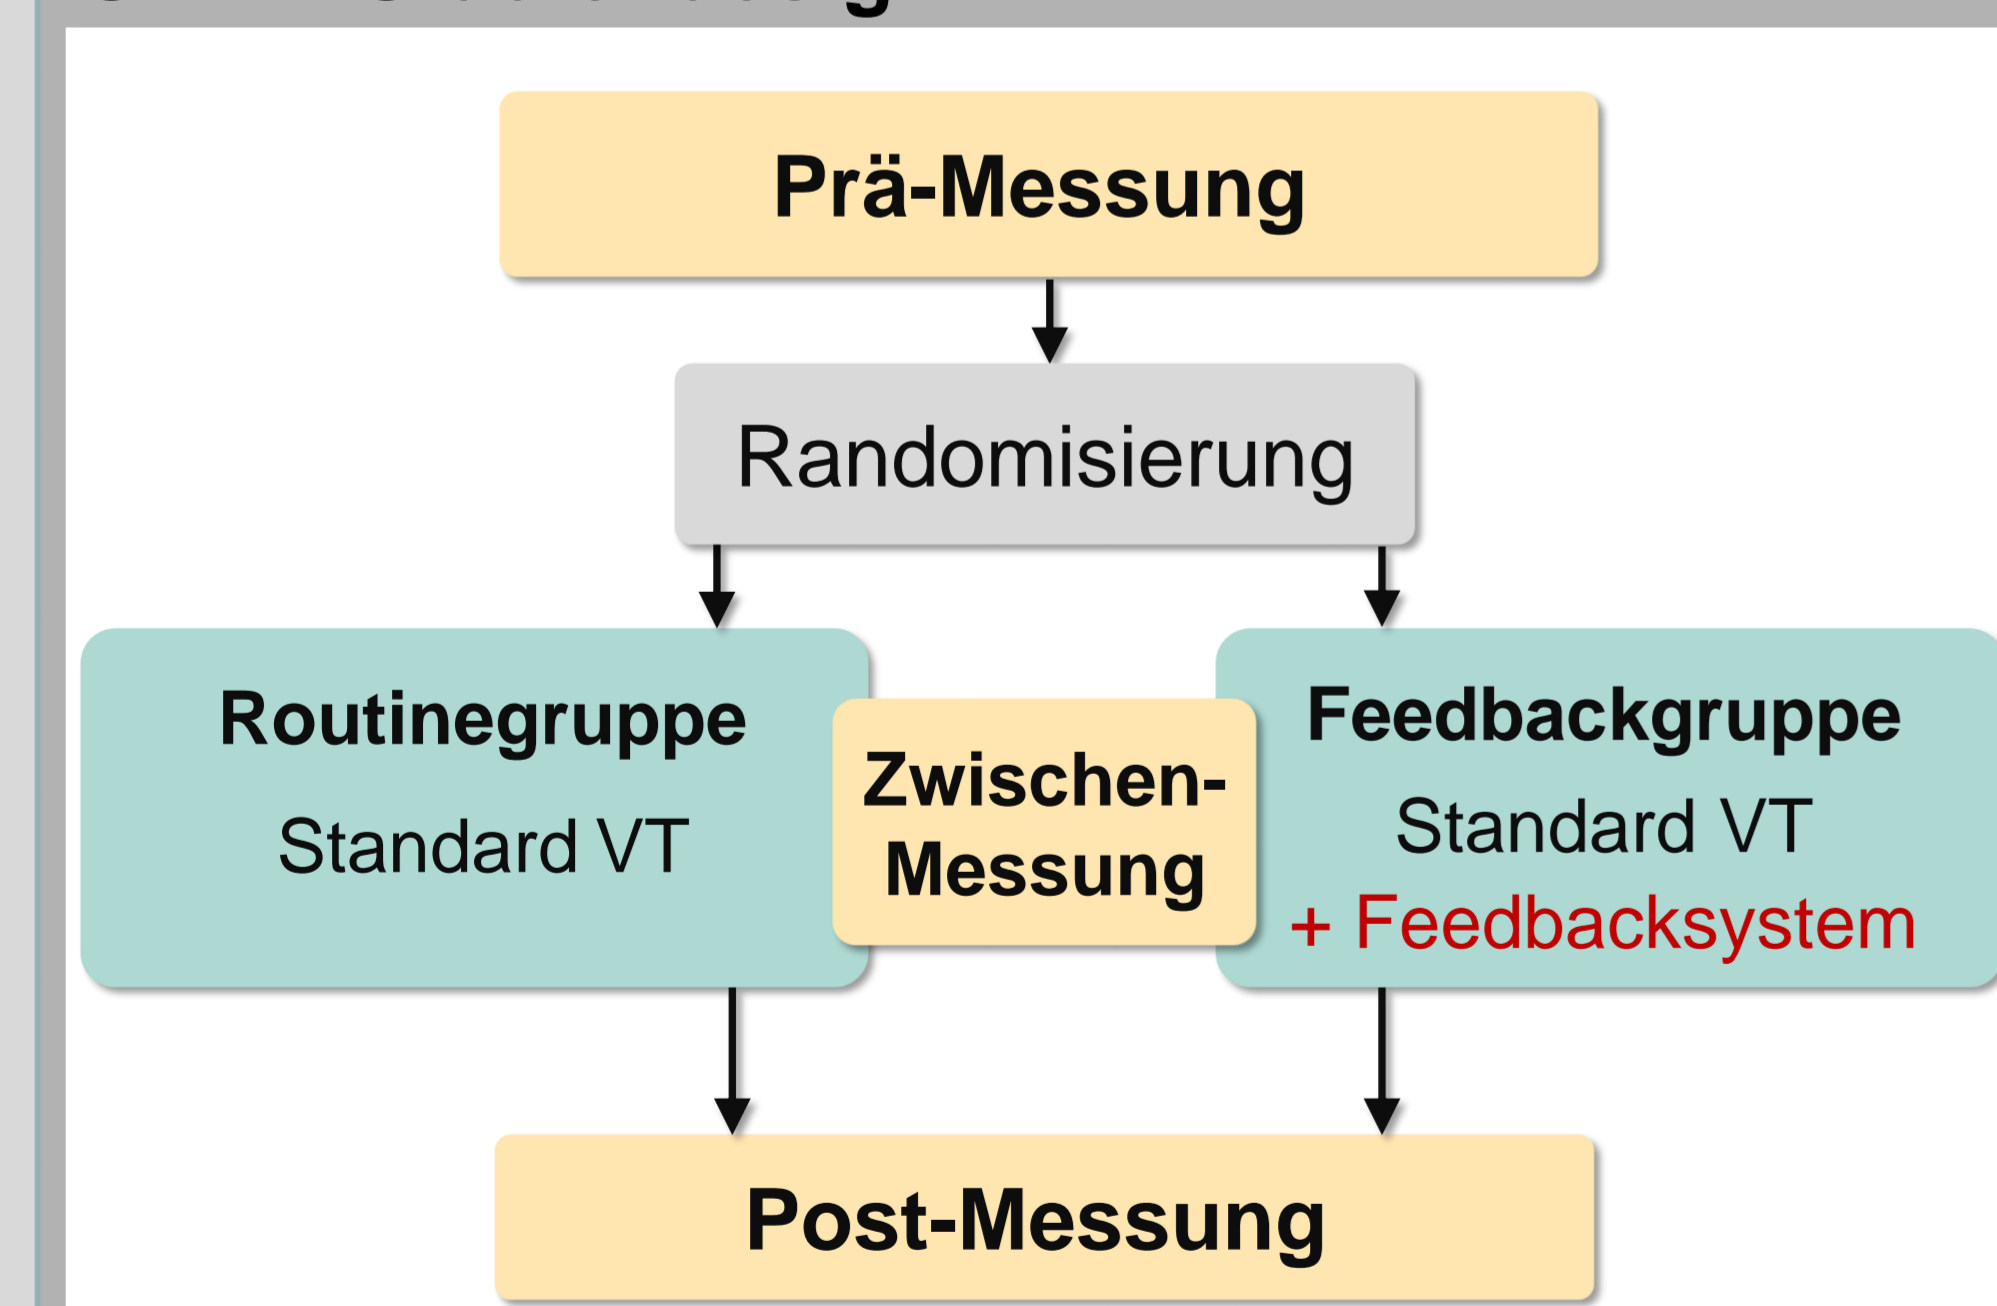 Prä-Messung
Randomisierung
Routinegruppe
Standard VT
Zwischen-
Messung
Feedbackgruppe
Standard VT
+ Feedbacksystem
Post-Messung